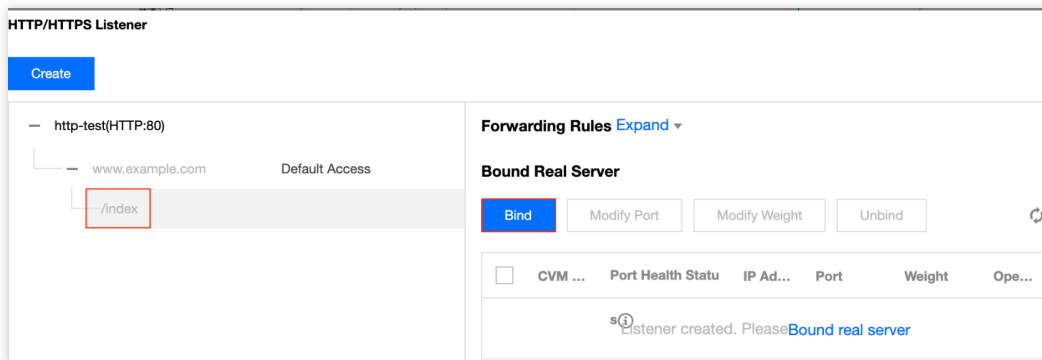 HTTP/HTTPS Listener
Create
http-test(HTTP:80)
www.example.com Default Access
/index
Forwarding Rules Expand
Bound Real Server
Bind Modify Port Modify Weight Unbind
CVM ... Port Health Statu IP Ad... Port Weight Ope...
s
Listener created. PleaseBound real server